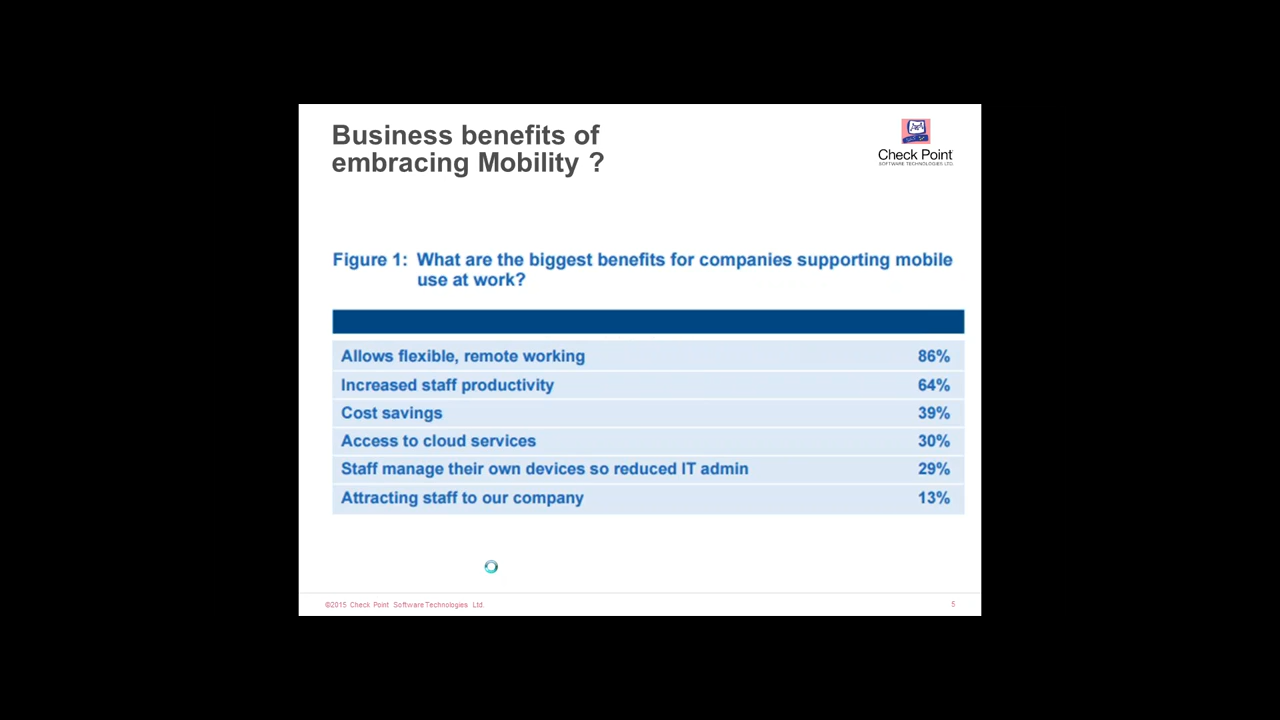 Business benefits of
embracing Mobility ?
Check Point
SOFTWARE TECHNOLOGIES LTD.
Figure 1: What are the biggest benefits for companies supporting mobile
use at work?
Allows flexible, remote working 86%
Increased staff productivity 64%
Cost savings 39%
Access to cloud services 30%
Staff manage their own devices so reduced IT admin 29%
Attracting staff to our company 13%
©2015 Check Point Software Technologies Ltd. 5